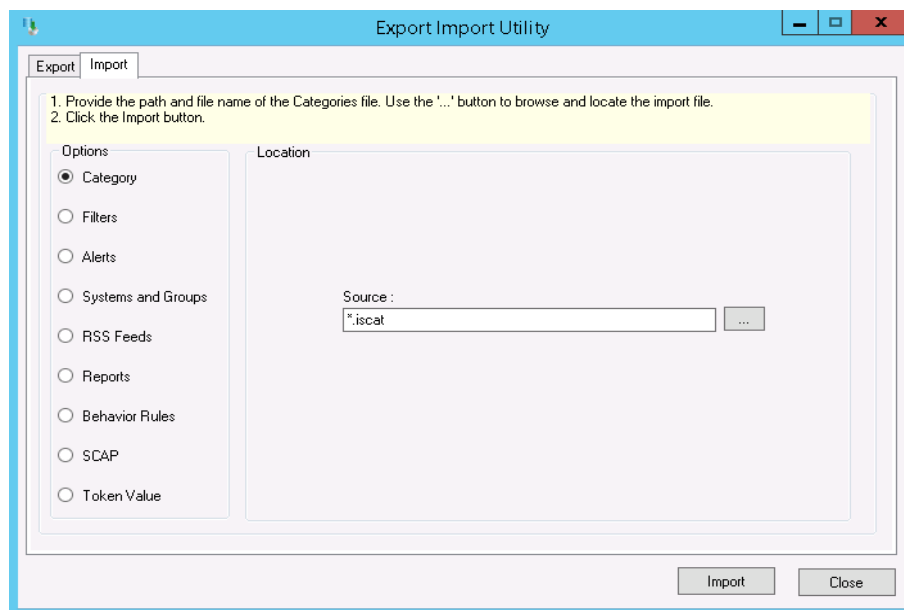 Export Import Utility
Export
Import
1. Provide the path and file name of the Categories file. Use the '...' button to browse and locate the import file.
2. Click the Import button.
Options
Category
Filters
Alerts
Systems and Groups
RSS Feeds
Reports
Behavior Rules
SCAP
Token Value
Location
Source :
*.iscat
...
Import
Close